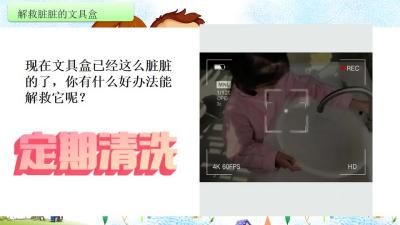 解救脏脏的文具盒
现在文具盒已经这么脏脏
的了，你有什么好办法能
解救它呢？
定期清洗
REC
4K 60FPS
HD